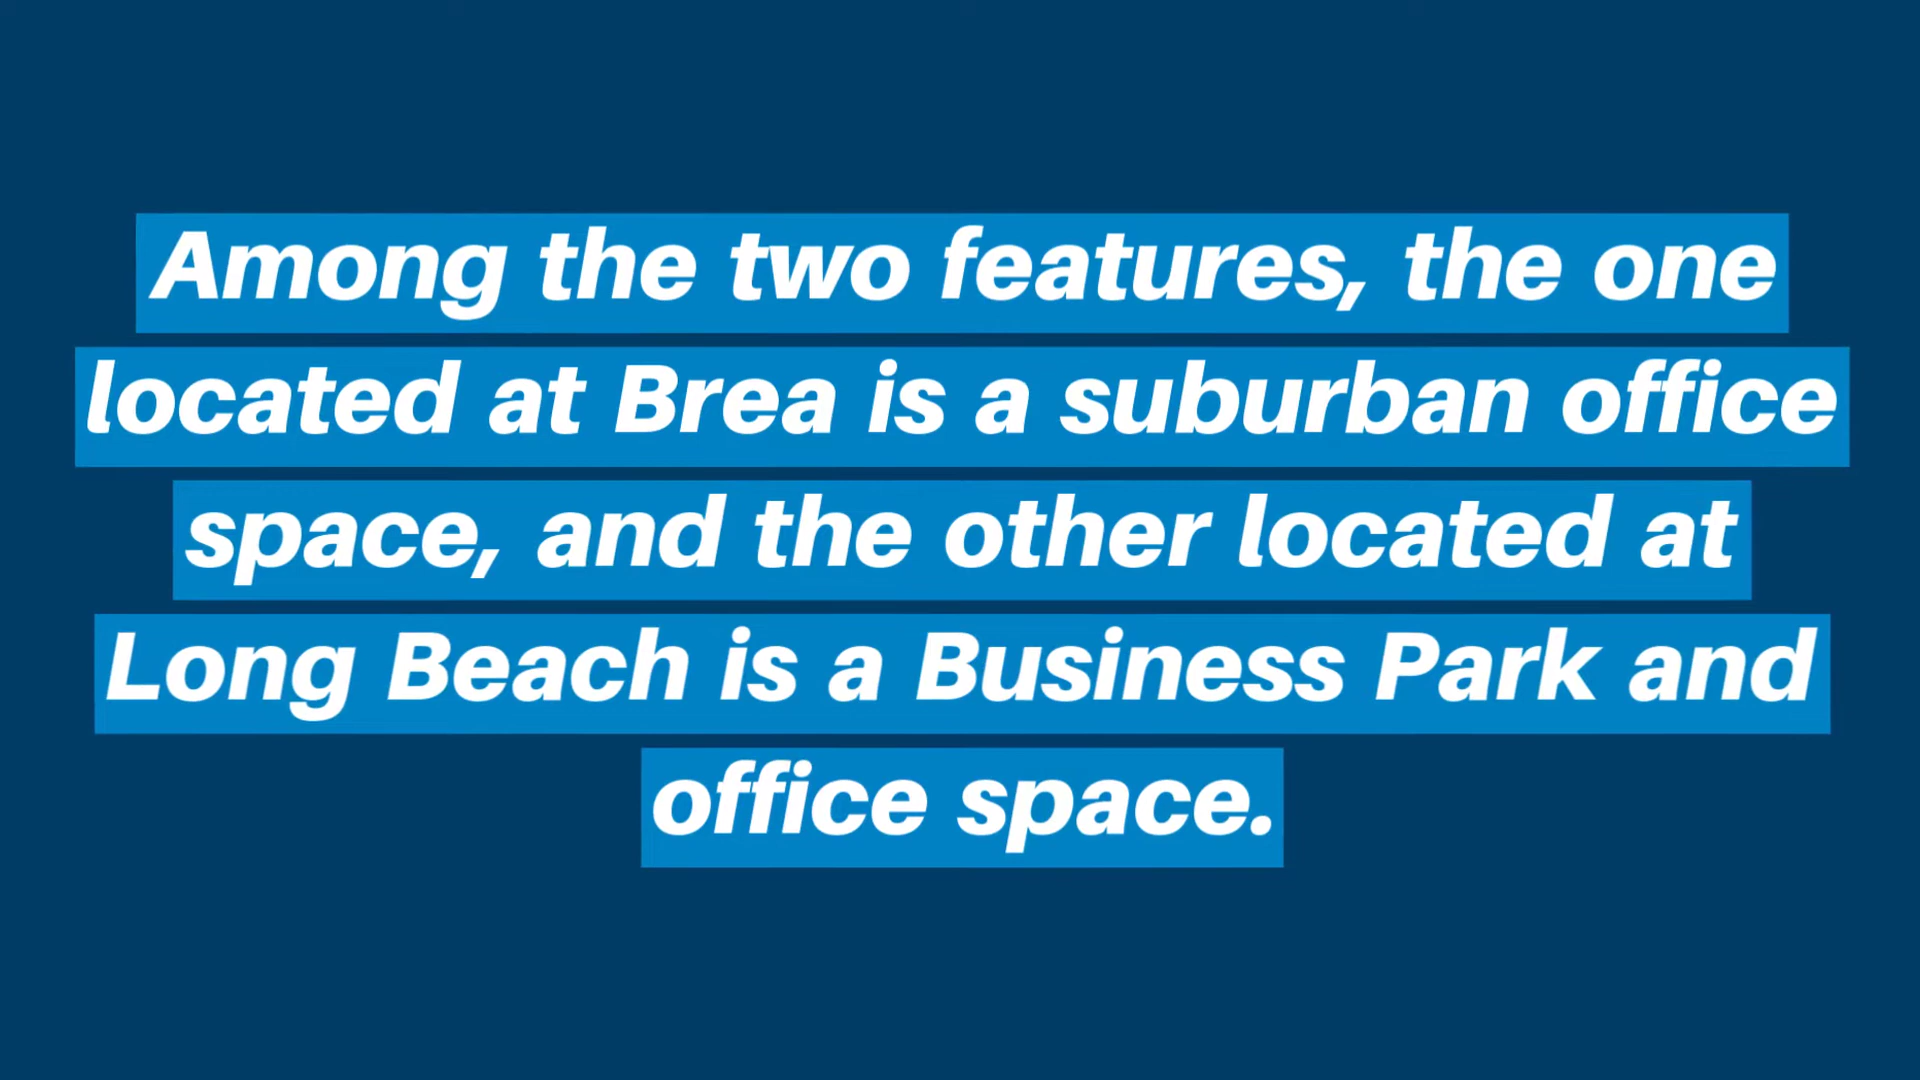 Among the two features, the one
located at Brea is a suburban office
space, and the other located at
Long Beach is a Business Park and
office space.